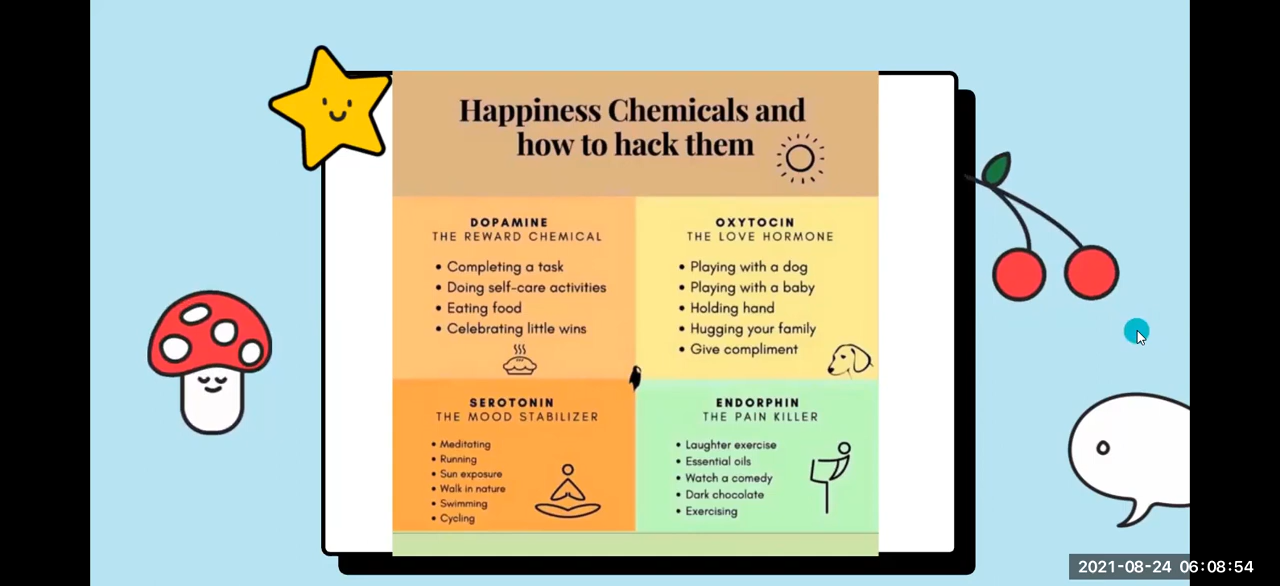 Happiness Chemicals and
how to hack them
DOPAMINE
THE REWARD CHEMICAL
• Completing a task
• Doing self-care activities
• Eating food
• Celebrating little wins
OXYTOCIN
THE LOVE HORMONE
• Playing with a dog
• Playing with a baby
• Holding hand
• Hugging your family
• Give compliment
SEROTONIN
THE MOOD STABILIZER
• Meditating
• Running
• Sun exposure
• Walk in nature
• Swimming
• Cycling
ENDORPHIN
THE PAIN KILLER
• Laughter exercise
• Essential oils
• Watch a comedy
• Dark chocolate
• Exercising
2021-08-24 06:08:54